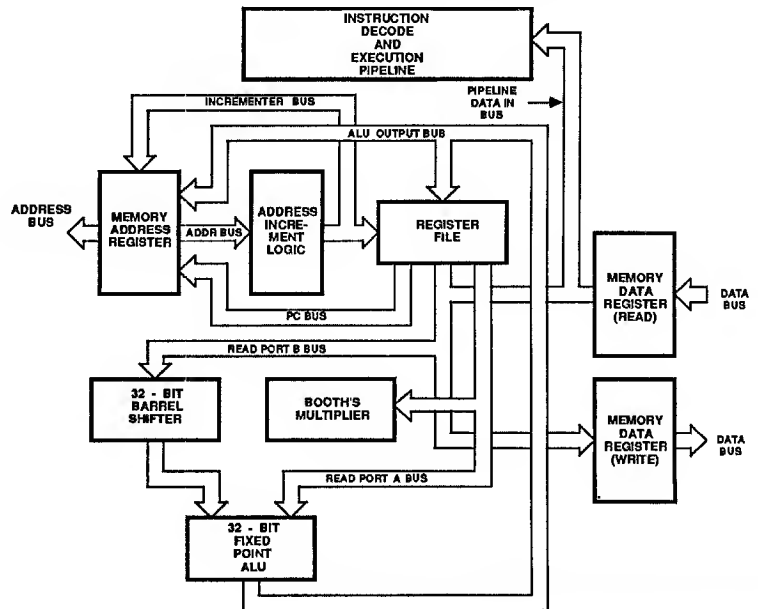 INSTRUCTION
DECODE
AND
EXECUTION
PIPELINE
PIPELINE
DATA IN
BUS
INCREMENTER BUS
ALU OUTPUT BUS
ADDRESS
BUS
MEMORY
ADDRESS
REGISTER
ADDR BUS
ADDRESS
INCRE-
MENT
LOGIC
REGISTER
FILE
MEMORY
DATA
REGISTER
(READ)
DATA
BUS
PC BUS
READ PORT B BUS
32 - BIT
BARREL
SHIFTER
BOOTH'S
MULTIPLIER
MEMORY
DATA
REGISTER
(WRITE)
DATA
BUS
READ PORT A BUS
32 - BIT
FIXED
POINT
ALU